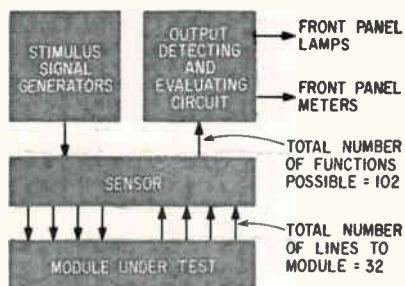 STIMULUS
SIGNAL
GENERATORS
OUTPUT
DETECTING
AND
EVALUATING
CIRCUIT
FRONT PANEL
LAMPS
FRONT PANEL
METERS
TOTAL NUMBER
OF FUNCTIONS
POSSIBLE = 102
SENSOR
TOTAL NUMBER
OF LINES TO
MODULE = 32
MODULE UNDER TEST